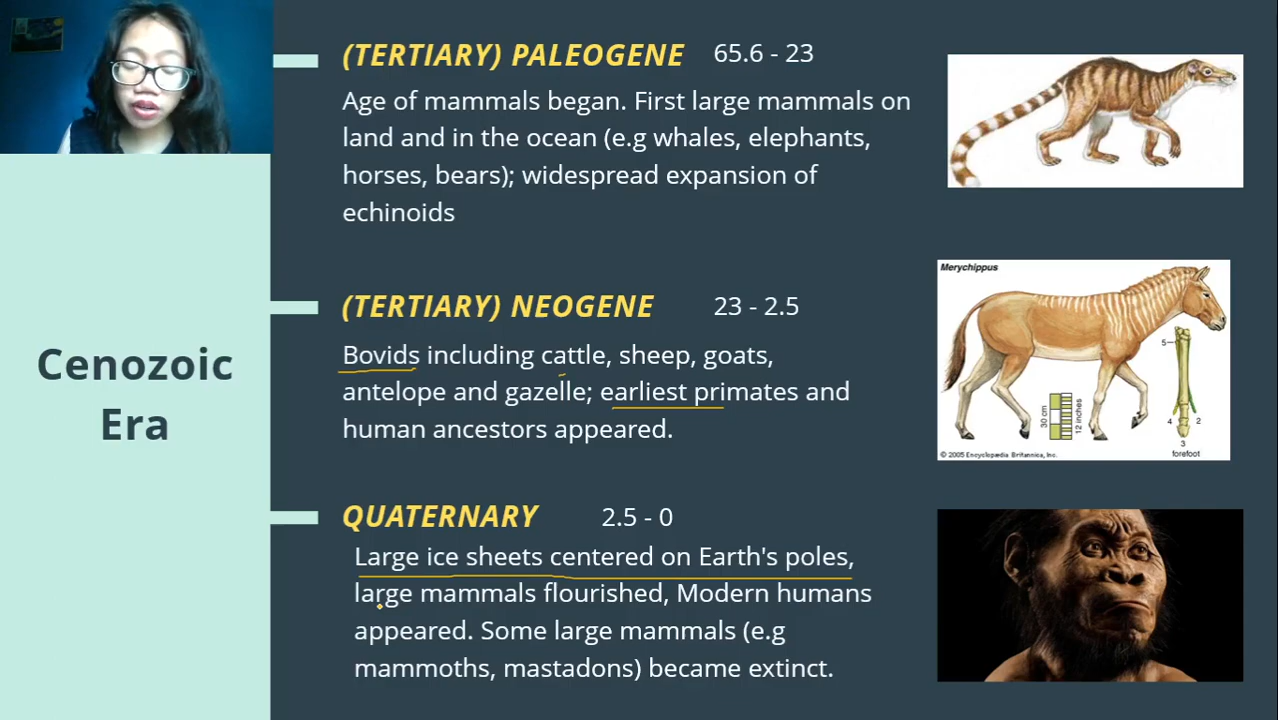 (TERTIARY) PALEOGENE 65.6 - 23
Age of mammals began. First large mammals on
land and in the ocean (e.g whales, elephants,
horses, bears); widespread expansion of
echinoids
(TERTIARY) NEOGENE 23 - 2.5
Bovids including cattle, sheep, goats,
antelope and gazelle; earliest primates and
human ancestors appeared.
Cenozoic
Era
QUATERNARY 2.5 - 0
Large ice sheets centered on Earth's poles,
large mammals flourished, Modern humans
appeared. Some large mammals (e.g
mammoths, mastadons) became extinct.
Merychippus
5
30 cm
12 inches
4
2
3
forefoot
© 2005 Encyclopædia Britannica, Inc.